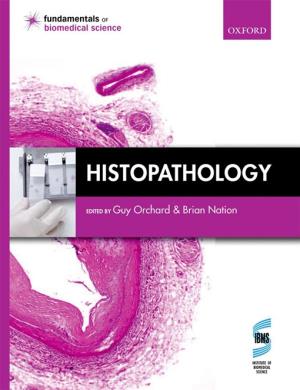 fundamentals OF
biomedical science
OXFORD
HISTOPATHOLOGY
EDITED BY Guy Orchard & Brian Nation
IBMS
INSTITUTE OF
BIOMEDICAL
SCIENCE